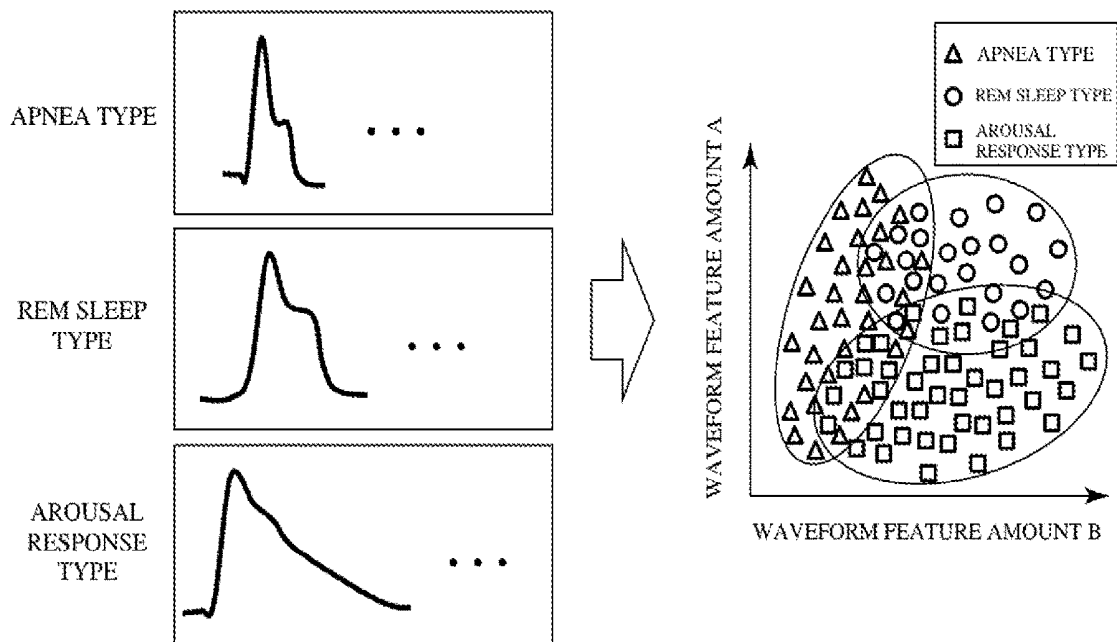 APNEA TYPE
REM SLEEP
TYPE
AROUSAL
RESPONSE
TYPE
WAVEFORM FEATURE AMOUNT A
APNEA TYPE
REM SLEEP TYPE
AROUSAL
RESPONSE TYPE
WAVEFORM FEATURE AMOUNT B